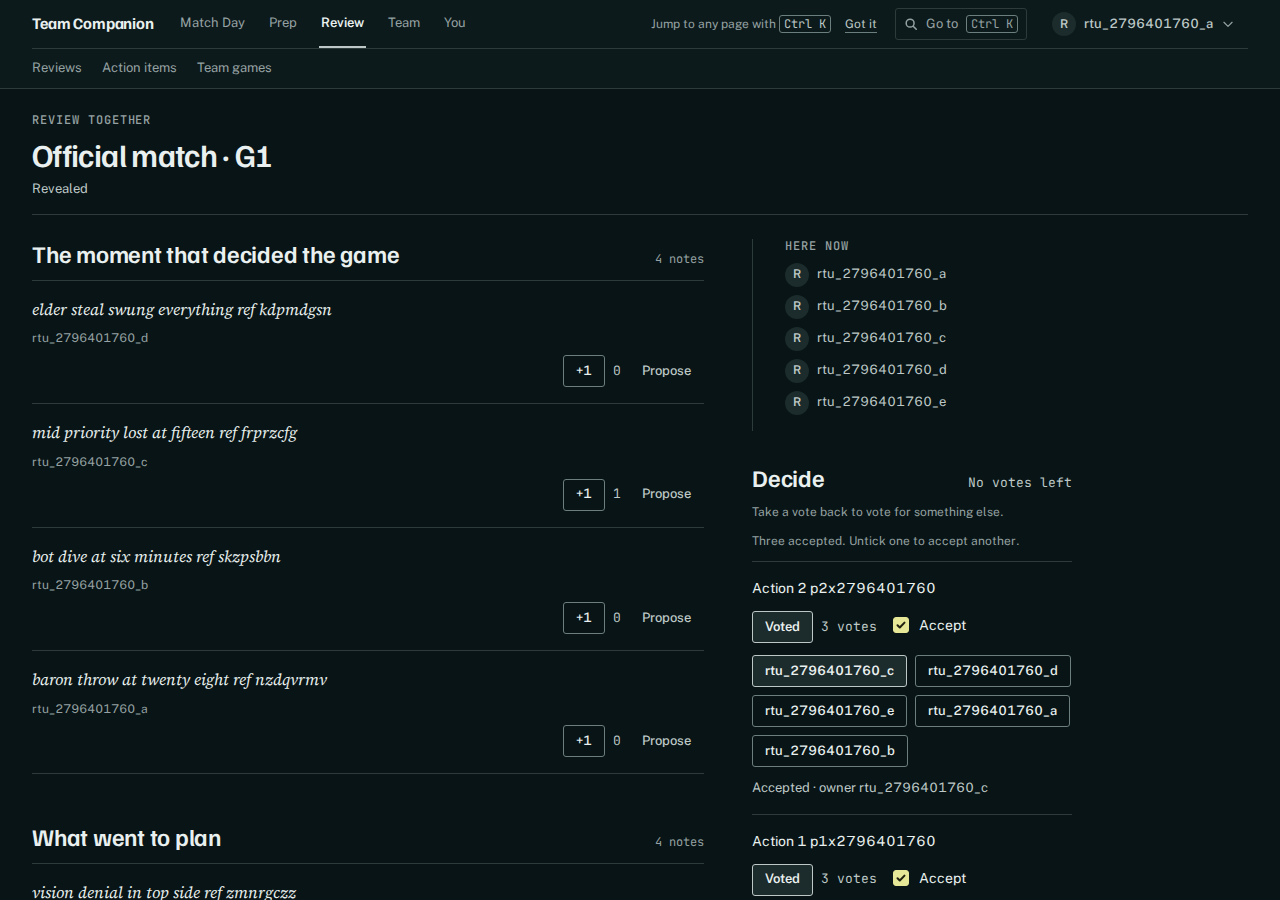 Team Companion Match Day Prep Review Team You Jump to any page with Ctrl K Got it Go to Ctrl K R rtu_2796401760_a
Reviews Action items Team games
REVIEW TOGETHER
Official match · G1
Revealed
The moment that decided the game 4 notes
elder steal swung everything ref kdpmdgsn
rtu_2796401760_d
+1 0 Propose
mid priority lost at fifteen ref frprzcfg
rtu_2796401760_c
+1 1 Propose
bot dive at six minutes ref skzpsbbn
rtu_2796401760_b
+1 0 Propose
baron throw at twenty eight ref nzdqvrmv
rtu_2796401760_a
+1 0 Propose
What went to plan 4 notes
vision denial in top side ref zmnrgczz
HERE NOW
R rtu_2796401760_a
R rtu_2796401760_b
R rtu_2796401760_c
R rtu_2796401760_d
R rtu_2796401760_e
Decide No votes left
Take a vote back to vote for something else.
Three accepted. Untick one to accept another.
Action 2 p2x2796401760
Voted 3 votes Accept
rtu_2796401760_c rtu_2796401760_d
rtu_2796401760_e rtu_2796401760_a
rtu_2796401760_b
Accepted · owner rtu_2796401760_c
Action 1 p1x2796401760
Voted 3 votes Accept